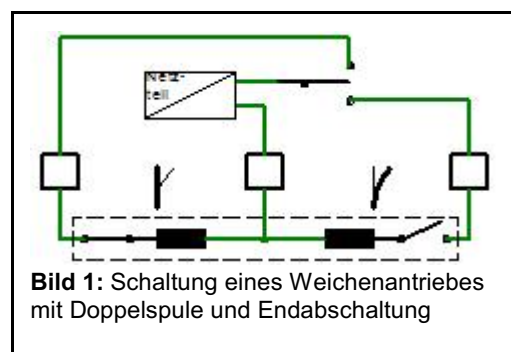 Netz-
teil
Bild 1: Schaltung eines Weichenantriebes
mit Doppelspule und Endabschaltung